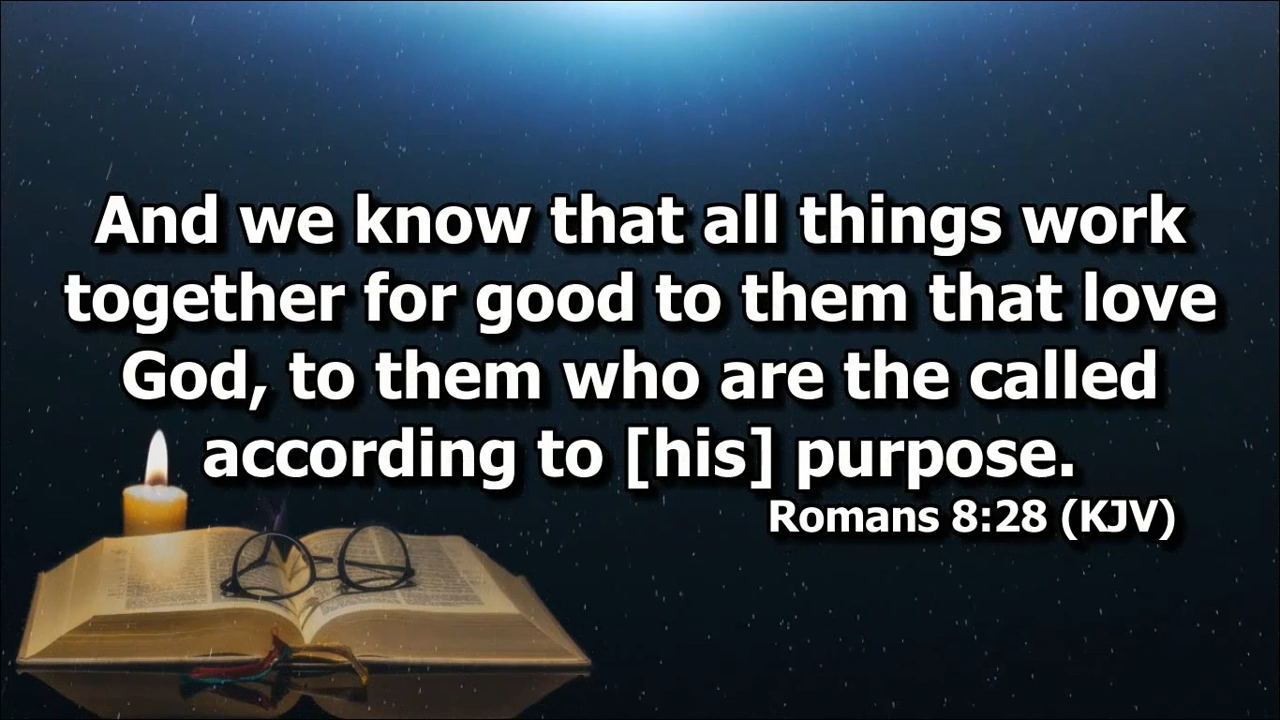 And we know that all things work
together for good to them that love
God, to them who are the called
according to [his] purpose.
Romans 8:28 (KJV)